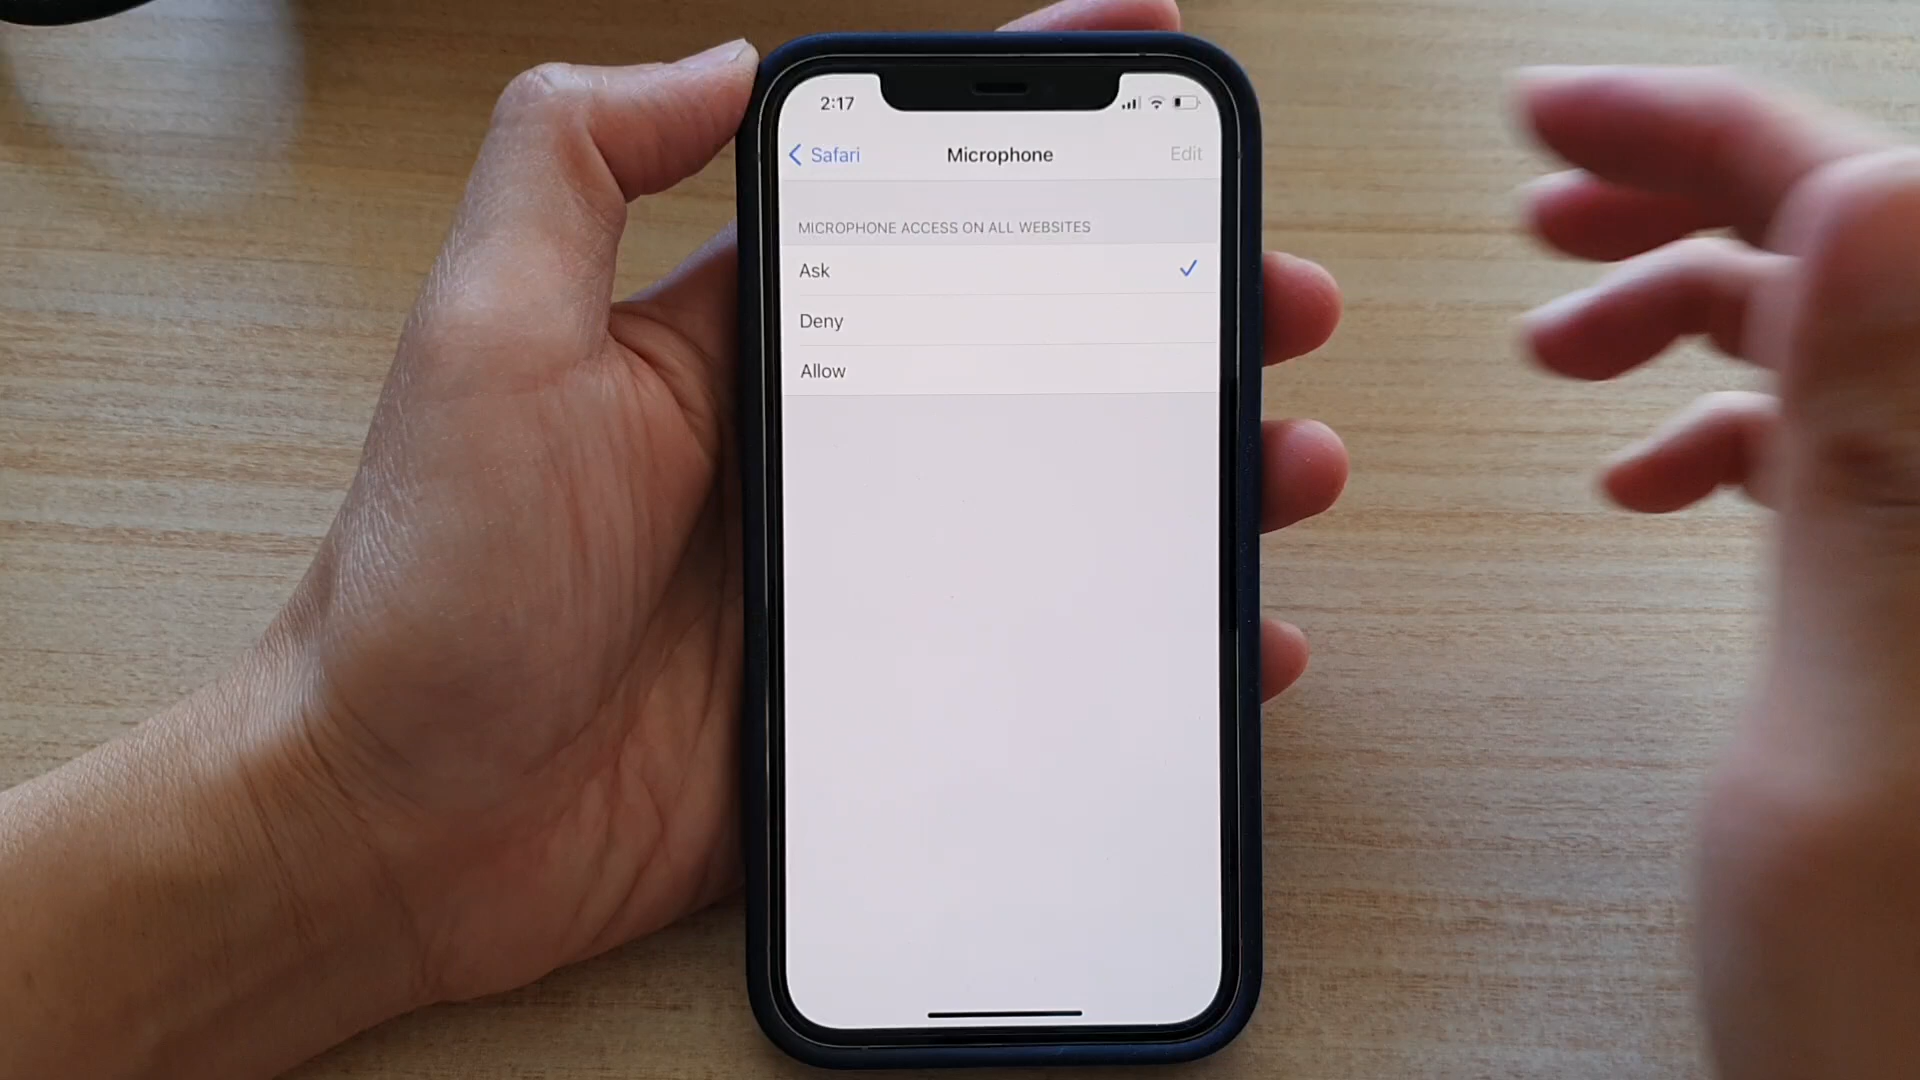 2:17
Safari Microphone Edit
MICROPHONE ACCESS ON ALL WEBSITES
Ask
Deny
Allow